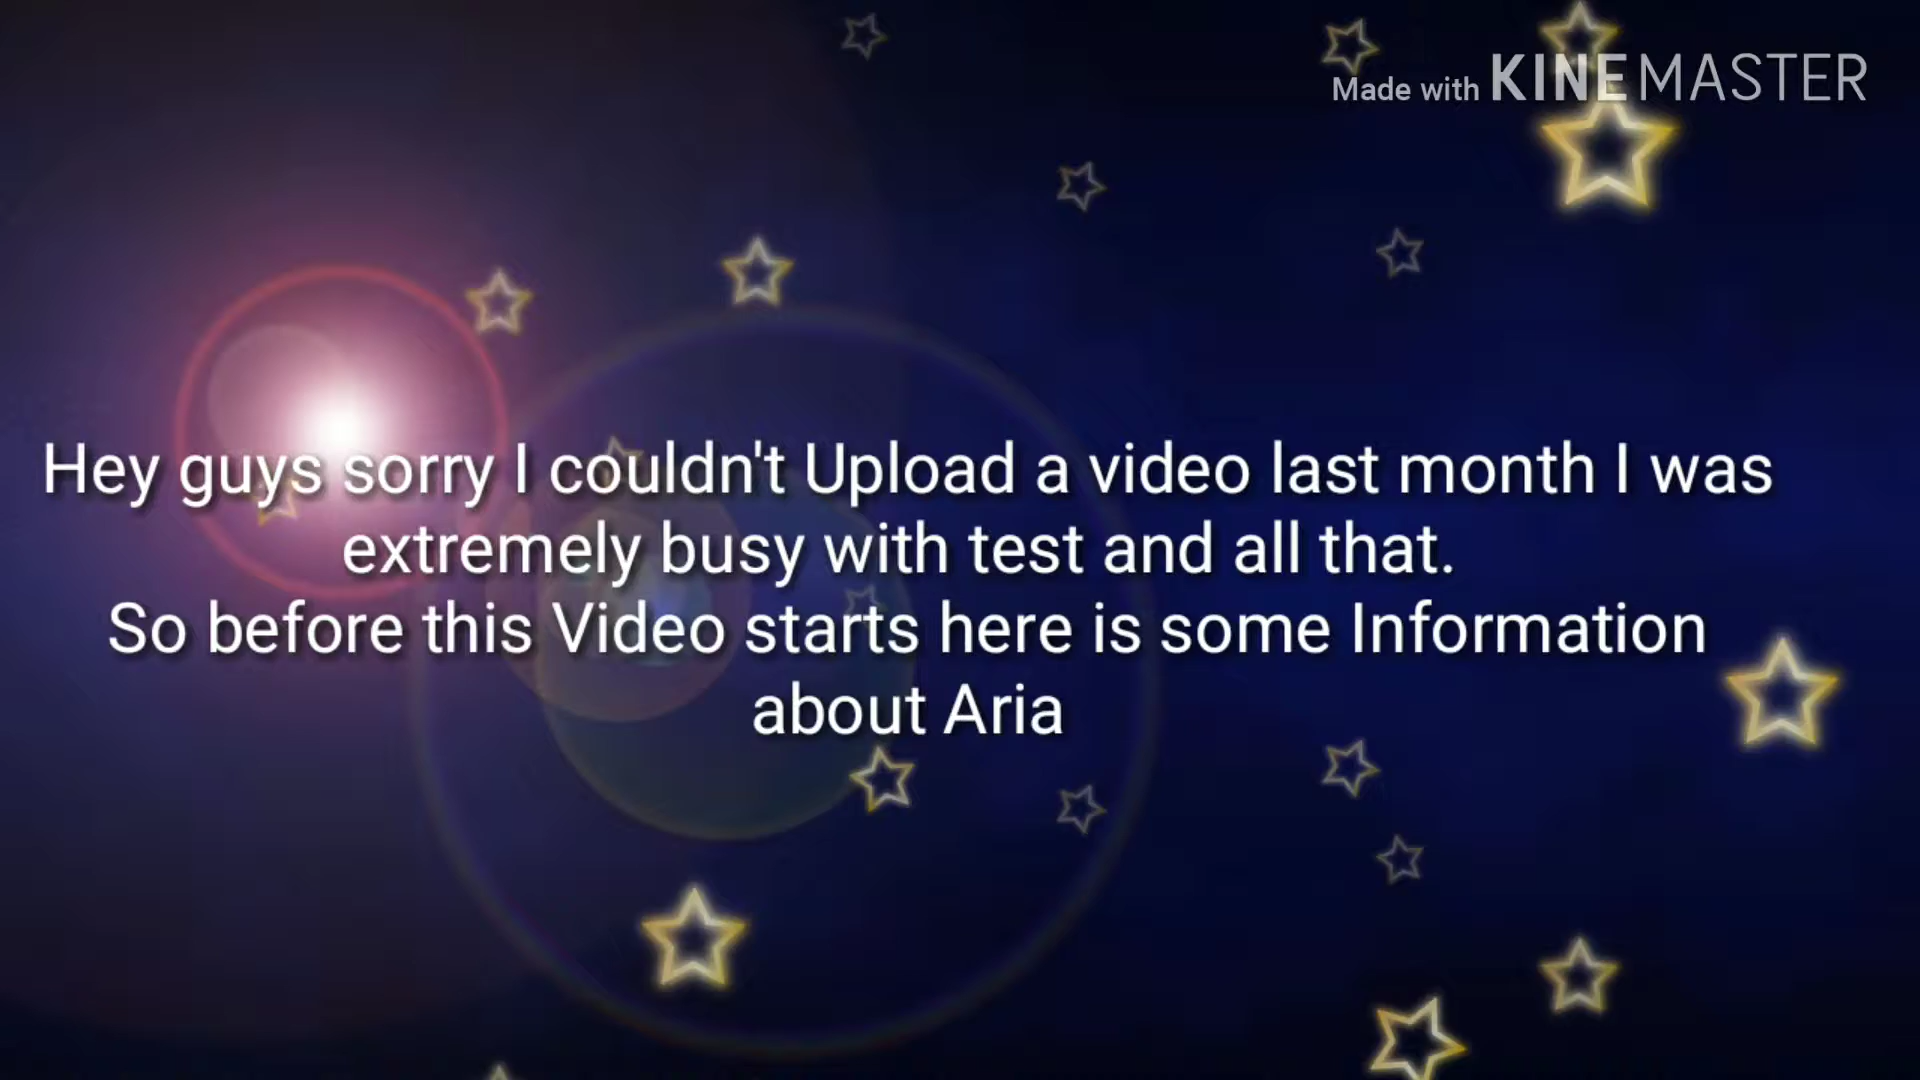 Made with KINEMASTER
Hey guys sorry I couldn't Upload a video last month I was
extremely busy with test and all that.
So before this Video starts here is some Information
about Aria